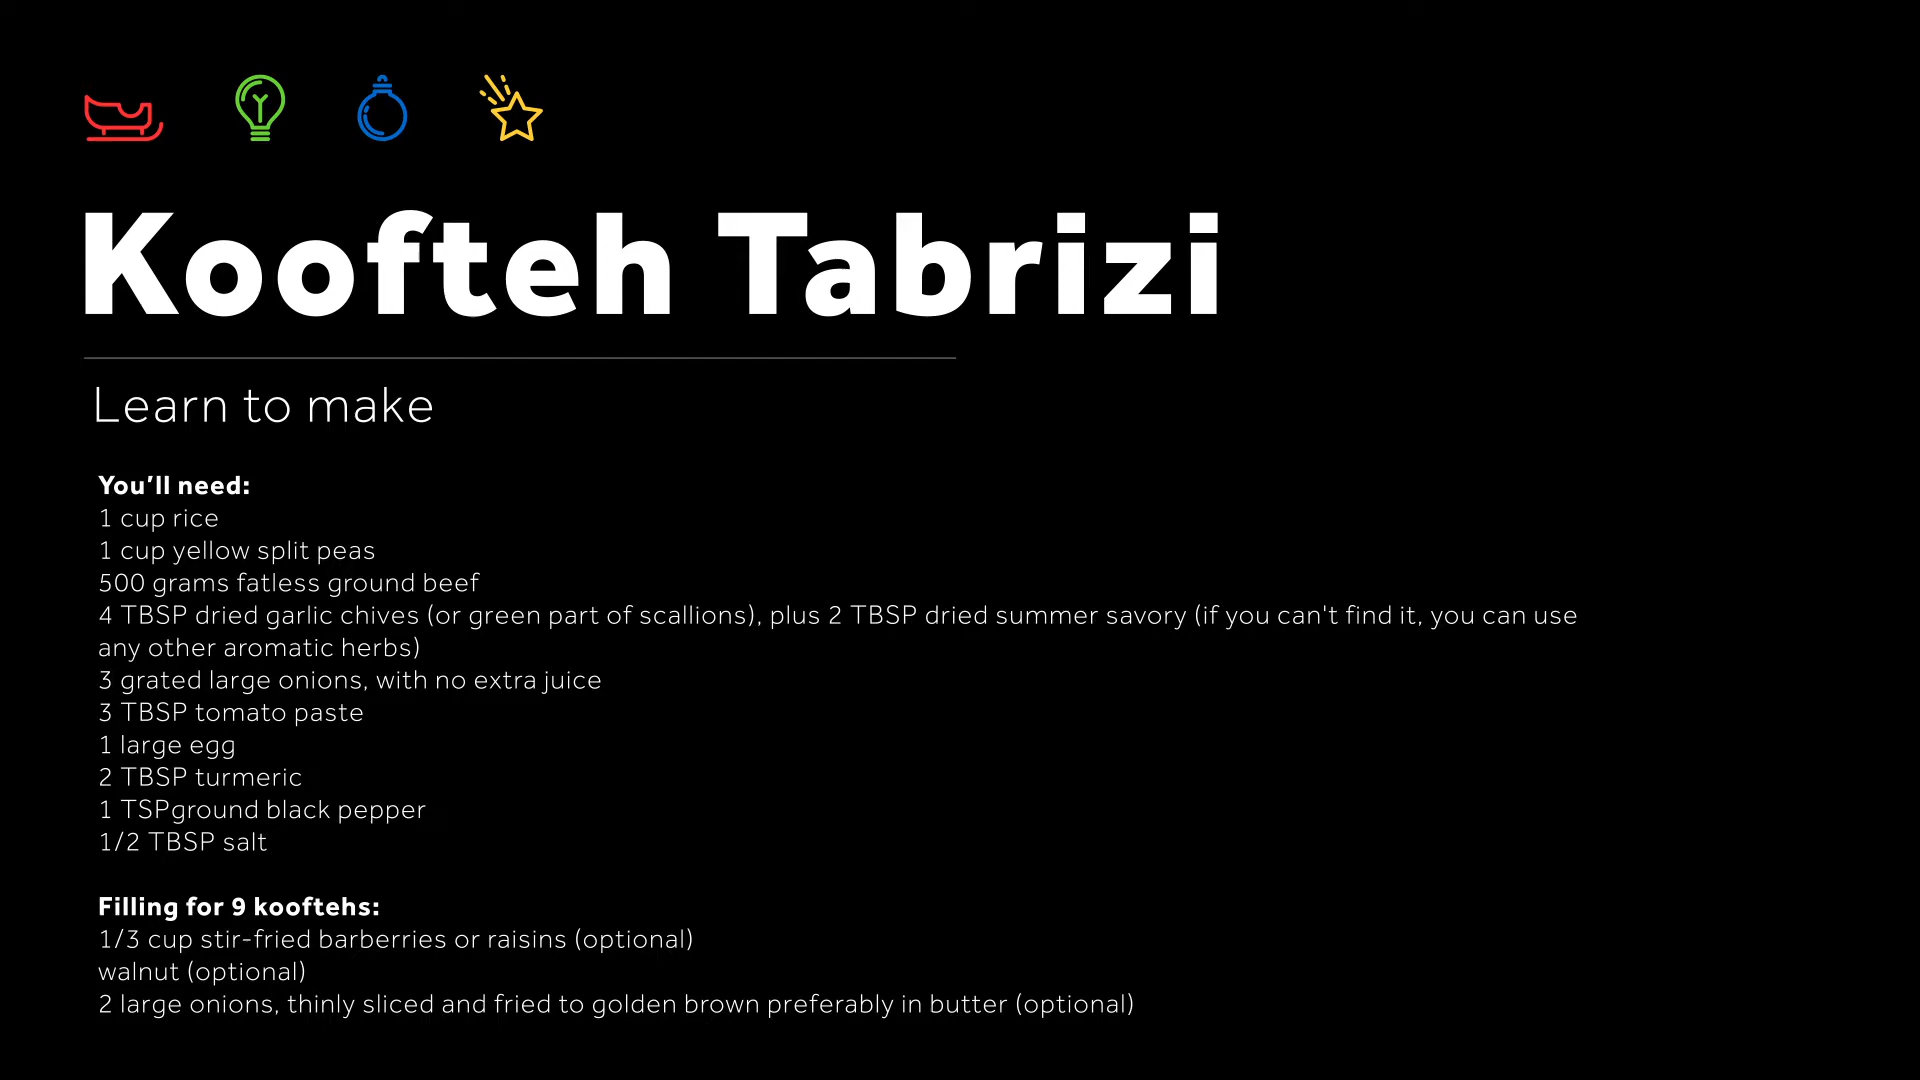 Koofteh Tabrizi
Learn to make
You’ll need:
1 cup rice
1 cup yellow split peas
500 grams fatless ground beef
4 TBSP dried garlic chives (or green part of scallions), plus 2 TBSP dried summer savory (if you can't find it, you can use
any other aromatic herbs)
3 grated large onions, with no extra juice
3 TBSP tomato paste
1 large egg
2 TBSP turmeric
1 TSPground black pepper
1/2 TBSP salt
Filling for 9 kooftehs:
1/3 cup stir-fried barberries or raisins (optional)
walnut (optional)
2 large onions, thinly sliced and fried to golden brown preferably in butter (optional)